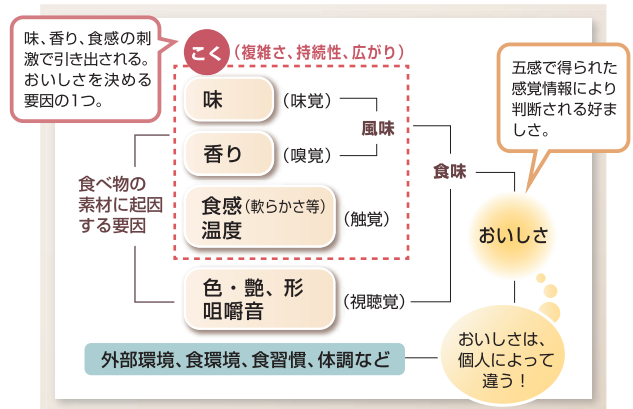 味、香り、食感の刺
激で引き出される。
おいしさを決める
要因の1つ。
こく
（複雑さ、持続性、広がり）
五感で得られた
感覚情報により
判断される好ま
しさ。
味
（味覚）
風味
香り
（嗅覚）
食味
食べ物の
素材に起因
する要因
食感（軟らかさ等）
温度
（触覚）
おいしさ
色・艶、形
咀嚼音
（視聴覚）
外部環境、食環境、食習慣、体調など
おいしさは、
個人によって
違う！